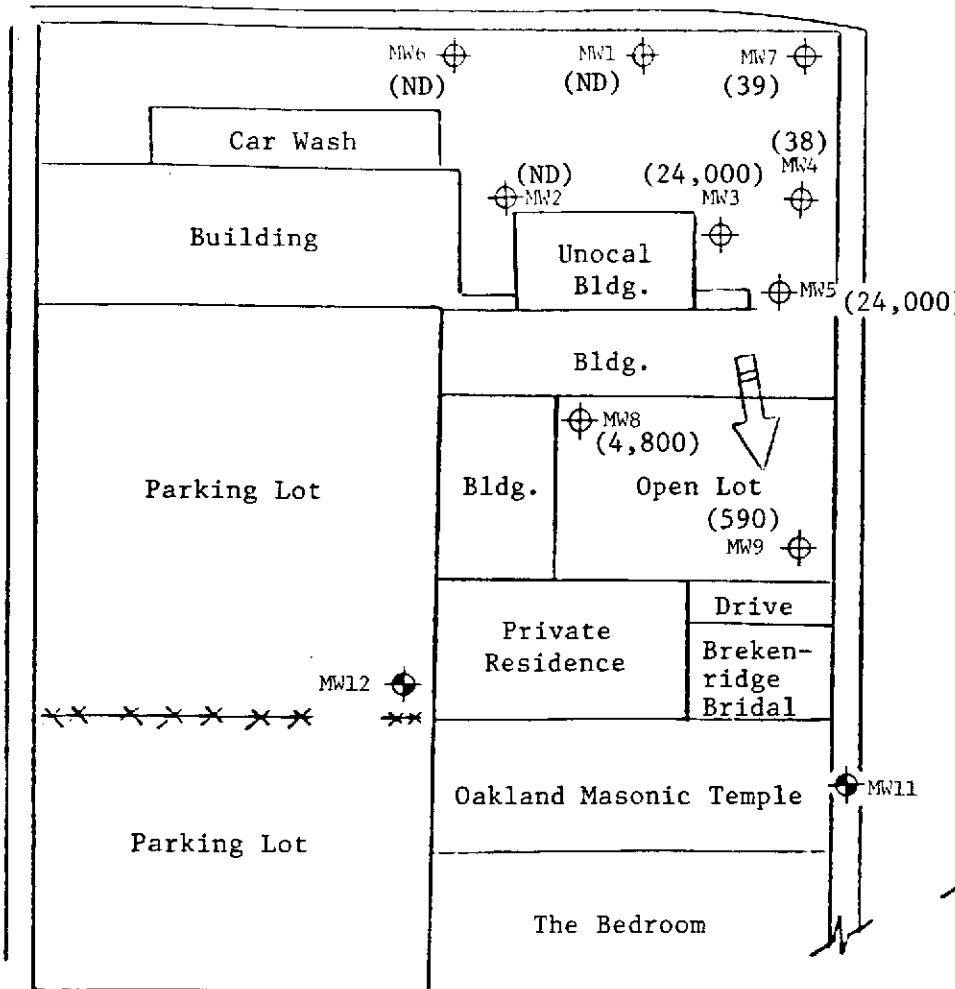 MW6
(ND)
MW1
(ND)
MW7
(39)
Car Wash
(38)
MW4
(ND)
MW2
(24,000)
MW3
Building
Unocal
Bldg.
MW5
(24,000)
Bldg.
MW8
(4,800)
Parking Lot
Bldg.
Open Lot
(590)
MW9
Drive
Private
Residence
Breken-
ridge
Bridal
MW12
Oakland Masonic Temple
MW11
Parking Lot
The Bedroom